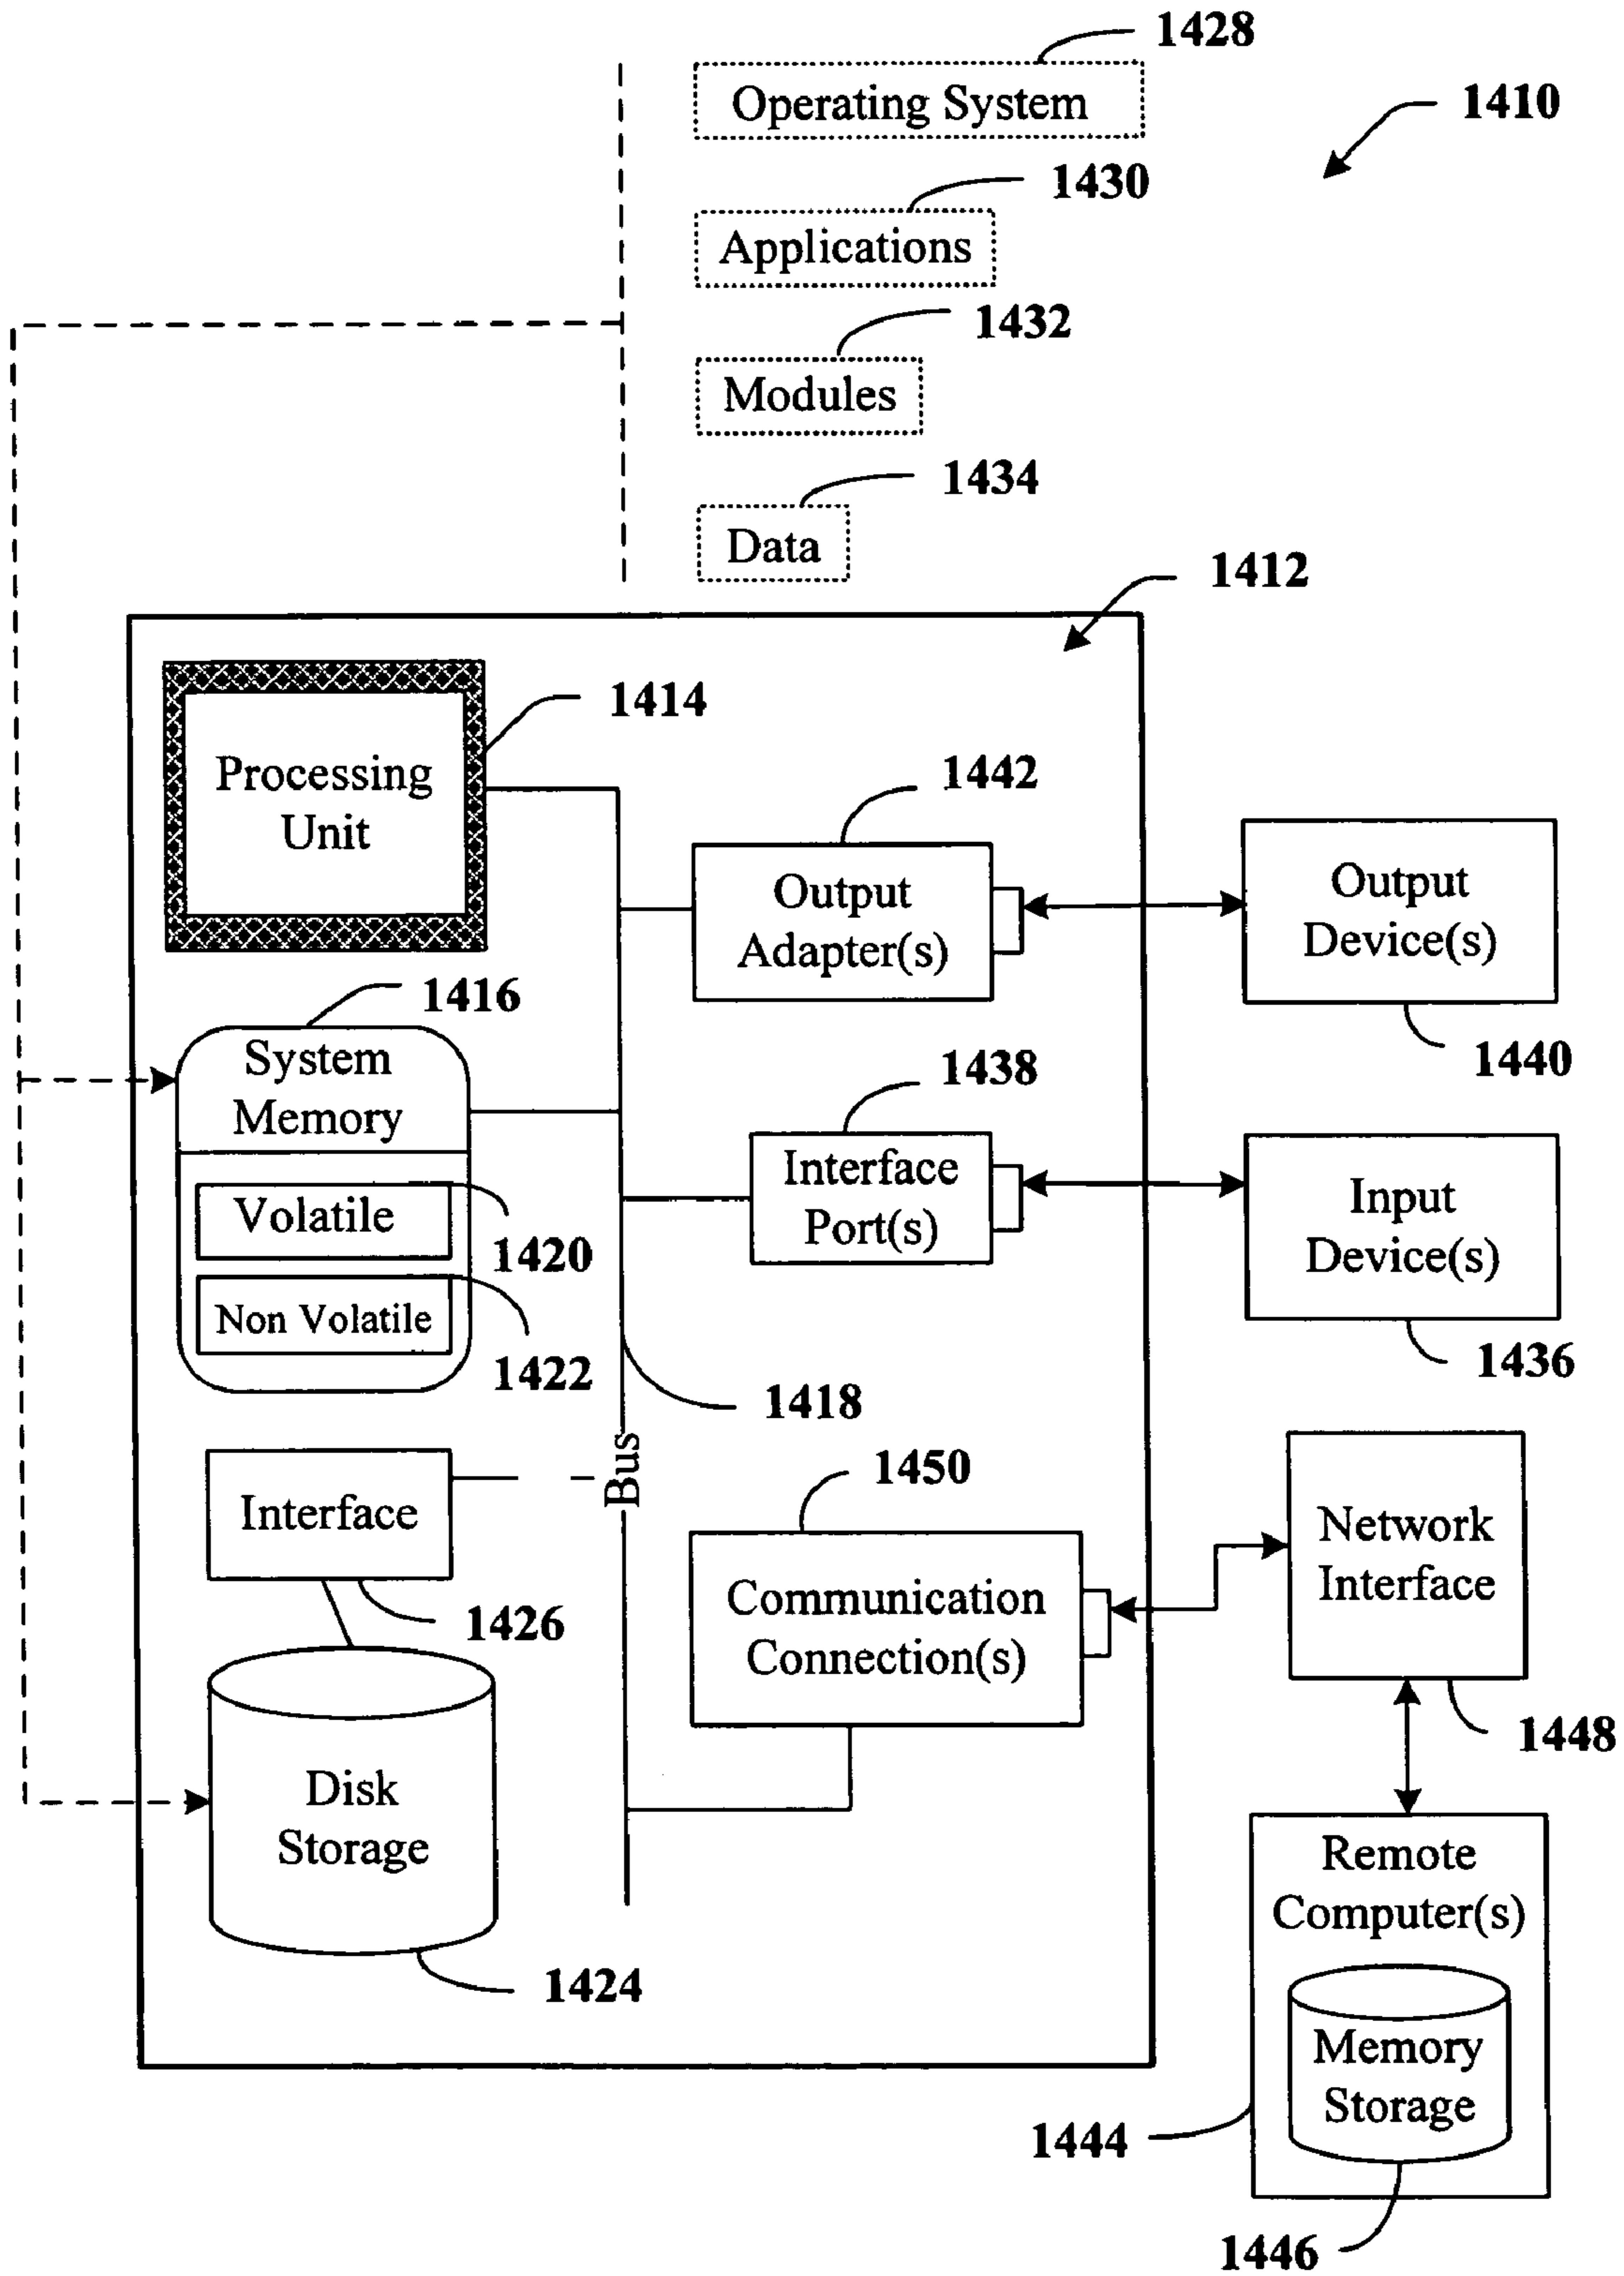 1428
Operating System
1410
1430
Applications
1432
Modules
1434
Data
1412
1414
Processing
Unit
1442
Output
Adapter(s)
Output
Device(s)
1440
1416
System
Memory
1438
Interface
Port(s)
Input
Device(s)
1436
Volatile
1420
Non Volatile
1422
1418
Bus
1450
Interface
1426
Communication
Connection(s)
Network
Interface
1448
Disk
Storage
1424
Remote
Computer(s)
Memory
Storage
1444
1446